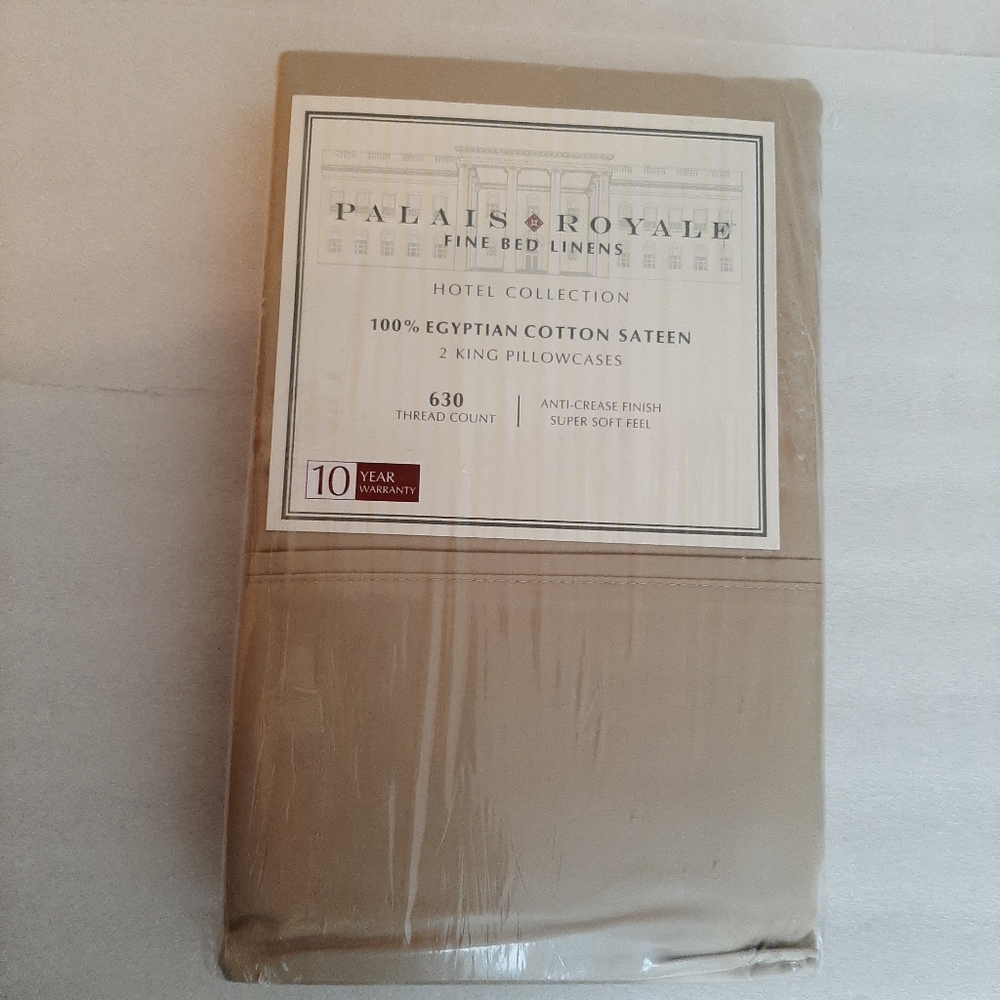 PALAIS ROYALE
FINE BED LINENS
HOTEL COLLECTION
100% EGYPTIAN COTTON SATEEN
2 KING PILLOWCASES
630
THREAD COUNT
ANTI-CREASE FINISH
SUPER SOFT FEEL
10 YEAR
WARRANTY